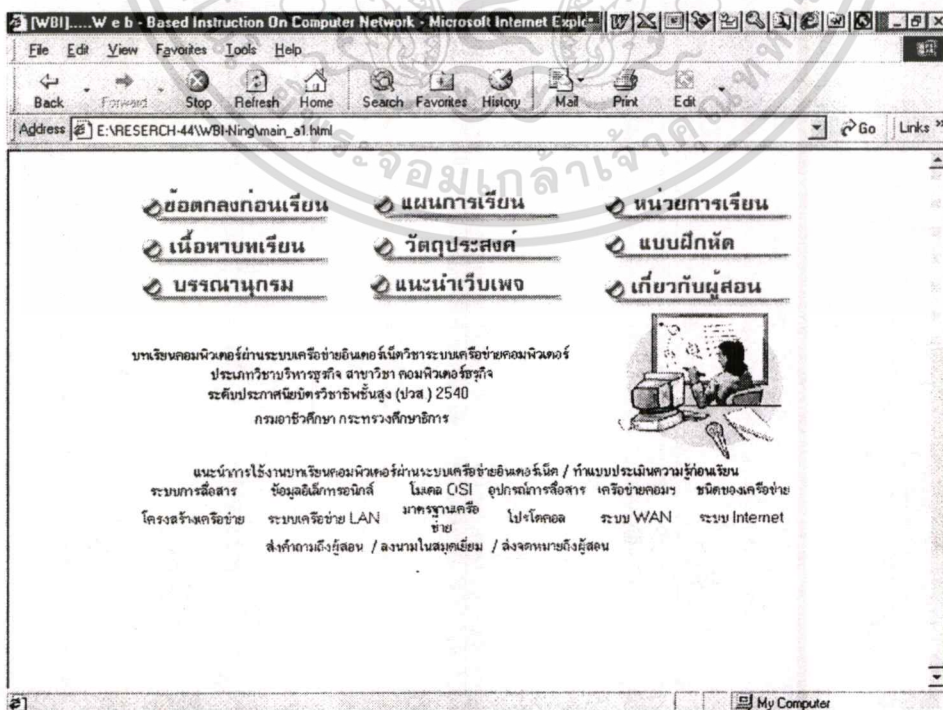 [WBI].....W e b - Based Instruction On Computer Network - Microsoft Internet Explo
File Edit View Favorites Tools Help
Back Forward Stop Refresh Home Search Favorites History Mail Print Edit
Address E:\RESERCH-44\WBI-Ning\main_a1.html Go Links »
พระจอมเกล้าเจ้าคุณทหาร
ข้อตกลงก่อนเรียน แผนการเรียน หน่วยการเรียน
เนื้อหาบทเรียน วัตถุประสงค์ แบบฝึกหัด
บรรณานุกรม แนะนำเว็บเพจ เกี่ยวกับผู้สอน
บทเรียนคอมพิวเตอร์ผ่านระบบเครือข่ายอินเตอร์เน็ตวิชาระบบเครือข่ายคอมพิวเตอร์
ประเภทวิชาบริหารธุรกิจ สาขาวิชา คอมพิวเตอร์ธุรกิจ
ระดับประกาศนียบัตรวิชาชีพชั้นสูง (ปวส ) 2540
กรมอาชีวศึกษา กระทรวงศึกษาธิการ
แนะนำการใช้งานบทเรียนคอมพิวเตอร์ผ่านระบบเครือข่ายอินเตอร์เน็ต / ทำแบบประเมินความรู้ก่อนเรียน
ระบบการสื่อสาร ข้อมูลอิเล็กทรอนิกส์ โมเดล OSI อุปกรณ์การสื่อสาร เครือข่ายคอมฯ ชนิดของเครือข่าย
โครงสร้างเครือข่าย ระบบเครือข่าย LAN มาตรฐานเครือ
ข่าย โปรโตคอล ระบบ WAN ระบบ Internet
ส่งคำถามถึงผู้สอน / ลงนามในสมุดเยี่ยม / ส่งจดหมายถึงผู้สอน
My Computer